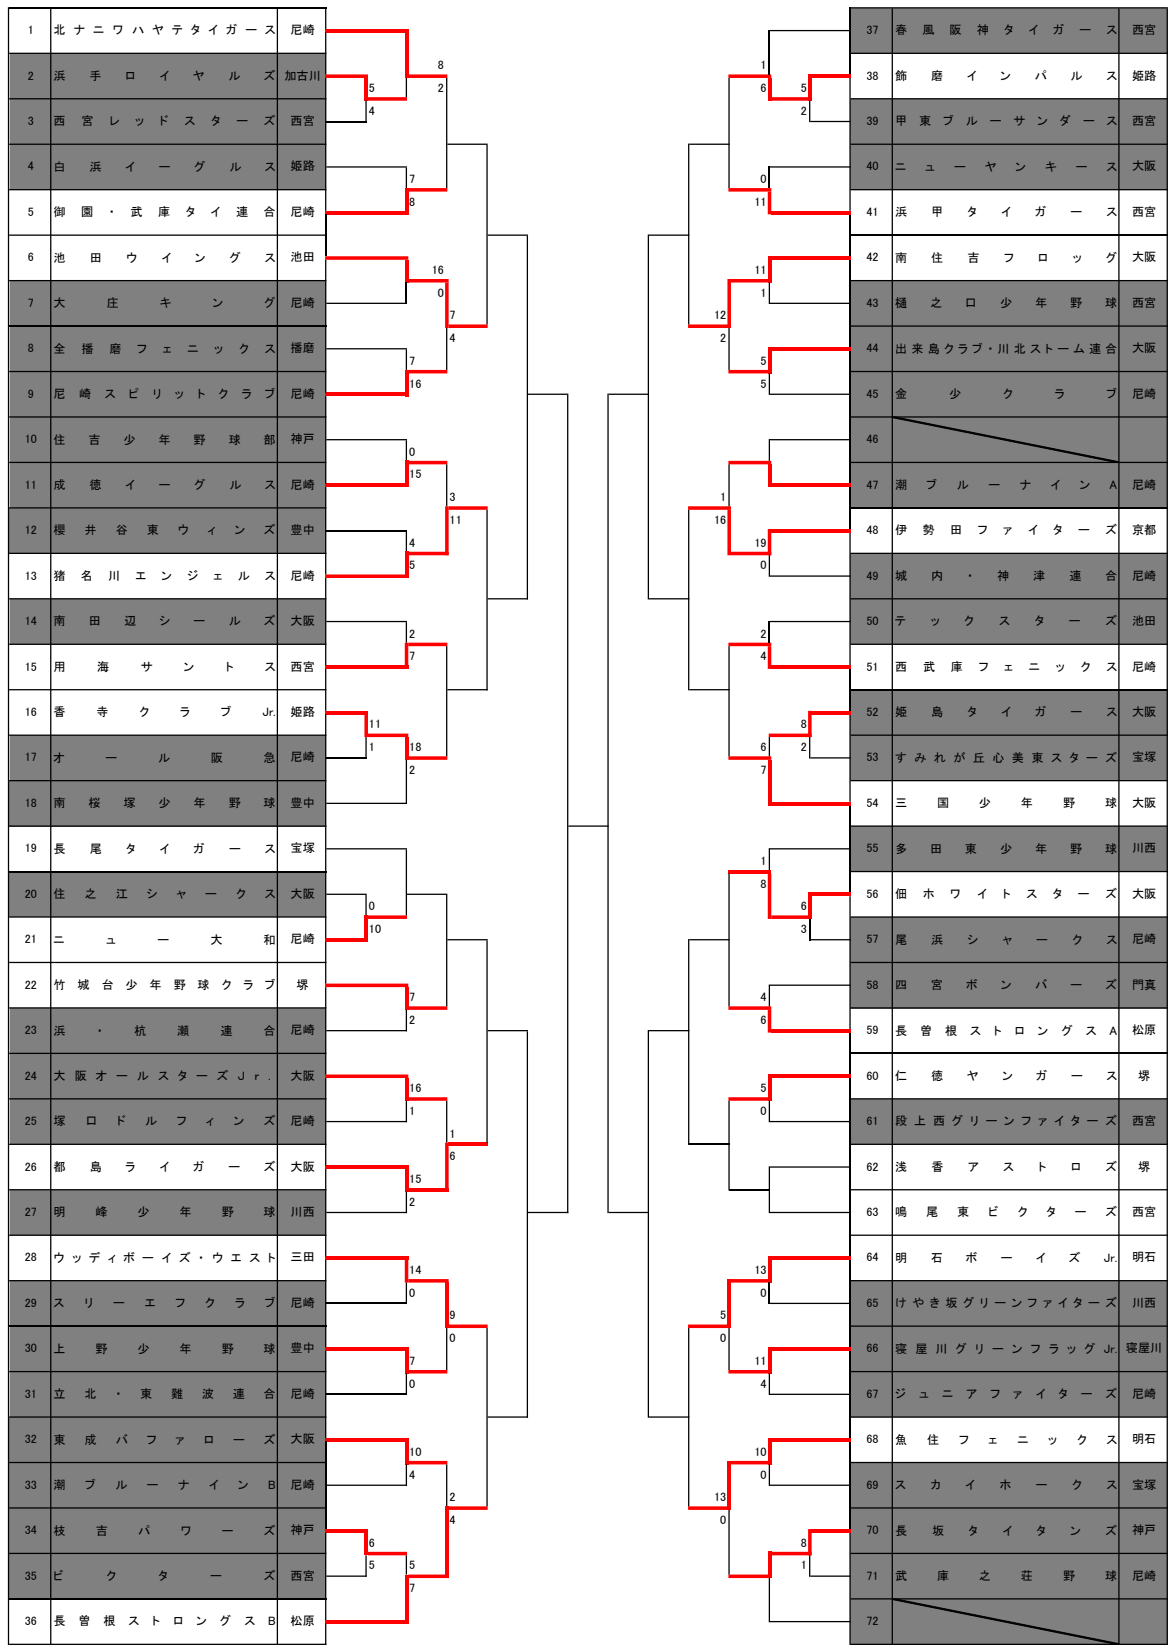 1 北ナニワハヤテタイガース 尼崎
2 浜手ロイヤルズ 加古川
3 西宮レッドスターズ 西宮
4 白浜イーグルス 姫路
5 御園・武庫タイ連合 尼崎
6 池田ウイングス 池田
7 大庄キング 尼崎
8 全播磨フェニックス 播磨
9 尼崎スピリットクラブ 尼崎
10 住吉少年野球部 神戸
11 成徳イーグルス 尼崎
12 櫻井谷東ウィンズ 豊中
13 猪名川エンジェルス 尼崎
14 南田辺シールズ 大阪
15 用海サントス 西宮
16 香寺クラブJr. 姫路
17 オール阪急 尼崎
18 南桜塚少年野球 豊中
19 長尾タイガース 宝塚
20 住之江シャークス 大阪
21 ニュー大和 尼崎
22 竹城台少年野球クラブ 堺
23 浜・杭瀬連合 尼崎
24 大阪オールスターズJr. 大阪
25 塚口ドルフィンズ 尼崎
26 都島ライガーズ 大阪
27 明峰少年野球 川西
28 ウッディボーイズ・ウエスト 三田
29 スリーエフクラブ 尼崎
30 上野少年野球 豊中
31 立北・東難波連合 尼崎
32 東成バファローズ 大阪
33 潮ブルーナインB 尼崎
34 枝吉パワーズ 神戸
35 ビクターズ 西宮
36 長曽根ストロングスB 松原
5
4
8
2
7
8
16
0
7
16
7
4
0
15
4
5
3
11
2
7
11
1
18
2
0
10
7
2
16
1
15
2
1
6
14
0
7
0
9
0
10
4
6
5
5
7
2
4
1
6
5
2
0
11
11
1
5
5
12
2
19
0
1
16
2
4
8
2
6
7
1
8
6
3
4
6
5
0
13
0
11
4
5
0
10
0
8
1
13
0
37 春風阪神タイガース 西宮
38 飾磨インパルス 姫路
39 甲東ブルーサンダース 西宮
40 ニューヤンキース 大阪
41 浜甲タイガース 西宮
42 南住吉フロッグ 大阪
43 樋之口少年野球 西宮
44 出来島クラブ・川北ストーム連合 大阪
45 金少クラブ 尼崎
46
47 潮ブルーナインA 尼崎
48 伊勢田ファイターズ 京都
49 城内・神津連合 尼崎
50 テックスターズ 池田
51 西武庫フェニックス 尼崎
52 姫島タイガース 大阪
53 すみれが丘心美東スターズ 宝塚
54 三国少年野球 大阪
55 多田東少年野球 川西
56 佃ホワイトスターズ 大阪
57 尾浜シャークス 尼崎
58 四宮ボンバーズ 門真
59 長曽根ストロングスA 松原
60 仁徳ヤンガース 堺
61 段上西グリーンファイターズ 西宮
62 浅香アストロズ 堺
63 鳴尾東ビクターズ 西宮
64 明石ボーイズJr. 明石
65 けやき坂グリーンファイターズ 川西
66 寝屋川グリーンフラッグJr. 寝屋川
67 ジュニアファイターズ 尼崎
68 魚住フェニックス 明石
69 スカイホークス 宝塚
70 長坂タイタンズ 神戸
71 武庫之荘野球 尼崎
72